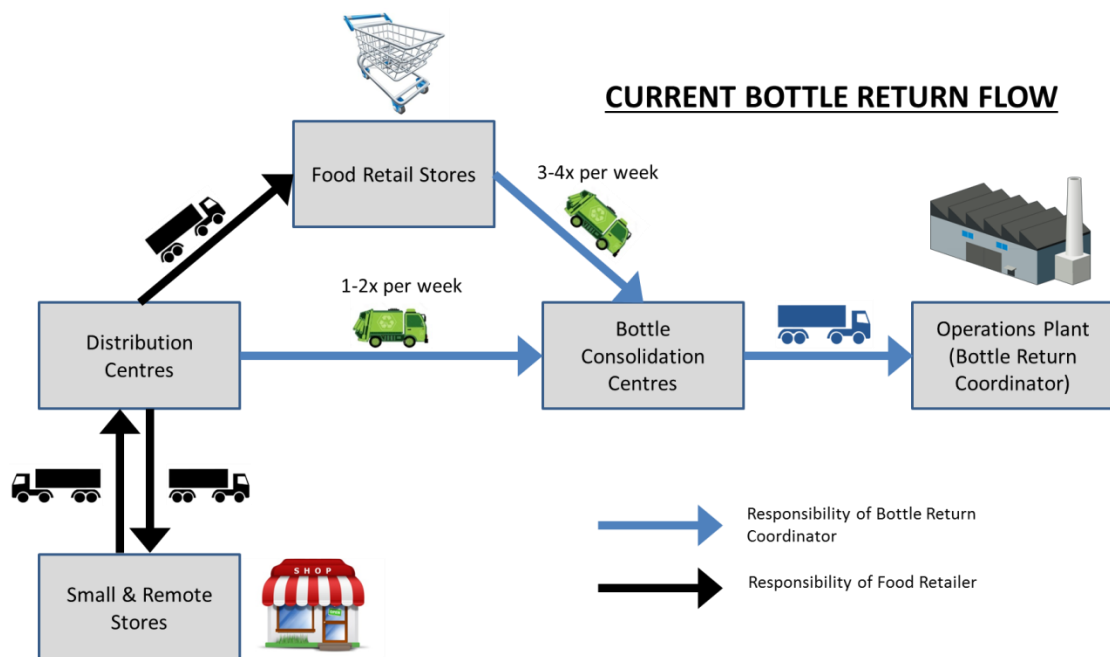 CURRENT BOTTLE RETURN FLOW
Food Retail Stores
3-4x per week
1-2x per week
Distribution
Centres
Bottle
Consolidation
Centres
Operations Plant
(Bottle Return
Coordinator)
Small & Remote
Stores
SHOP
Responsibility of Bottle Return
Coordinator
Responsibility of Food Retailer